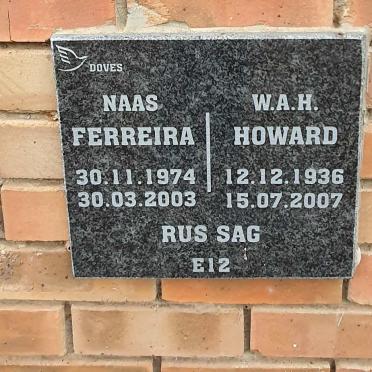 DOVES
NAAS
FERREIRA
30.11.1974
30.03.2003
W.A.H.
HOWARD
12.12.1936
15.07.2007
RUS SAG
E12